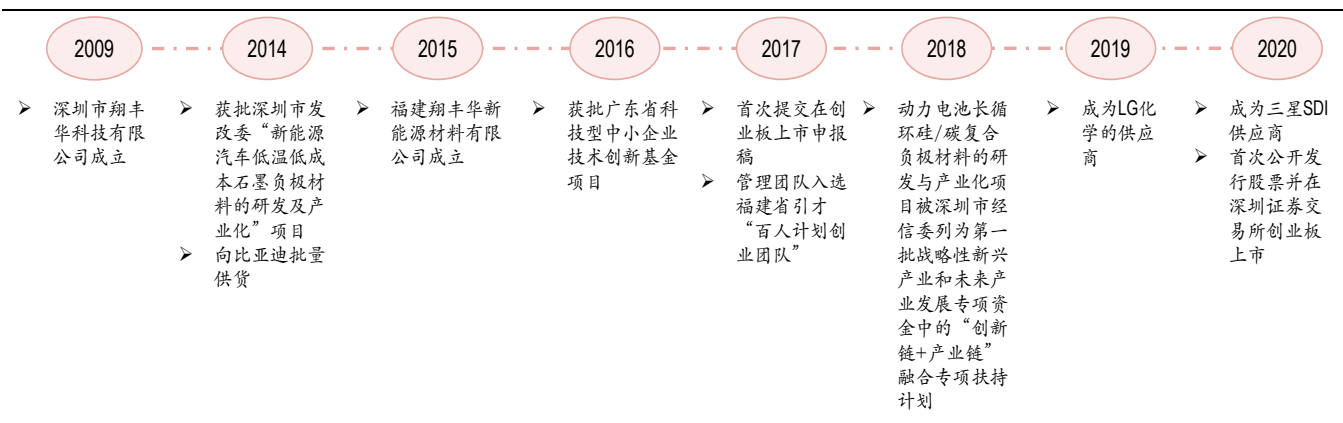 2009
2014
2015
2016
2017
2018
2019
2020
➢ 深圳市翔丰
华科技有限
公司成立
➢ 获批深圳市发
改委“新能源
汽车低温低成
本石墨负极材
料的研发及产
业化”项目
➢ 向比亚迪批量
供货
➢ 福建翔丰华新
能源材料有限
公司成立
➢ 获批广东省科
技型中小企业
技术创新基金
项目
➢ 首次提交在创
业板上市申报
稿
➢ 管理团队入选
福建省引才
“百人计划创
业团队”
➢ 动力电池长循
环硅/碳复合
负极材料的研
发与产业化项
目被深圳市经
信委列为第一
批战略性新兴
产业和未来产
业发展专项资
金中的“创新
链+产业链”
融合专项扶持
计划
➢ 成为LG化
学的供应
商
➢ 成为三星SDI
供应商
➢ 首次公开发
行股票并在
深圳证券交
易所创业板
上市